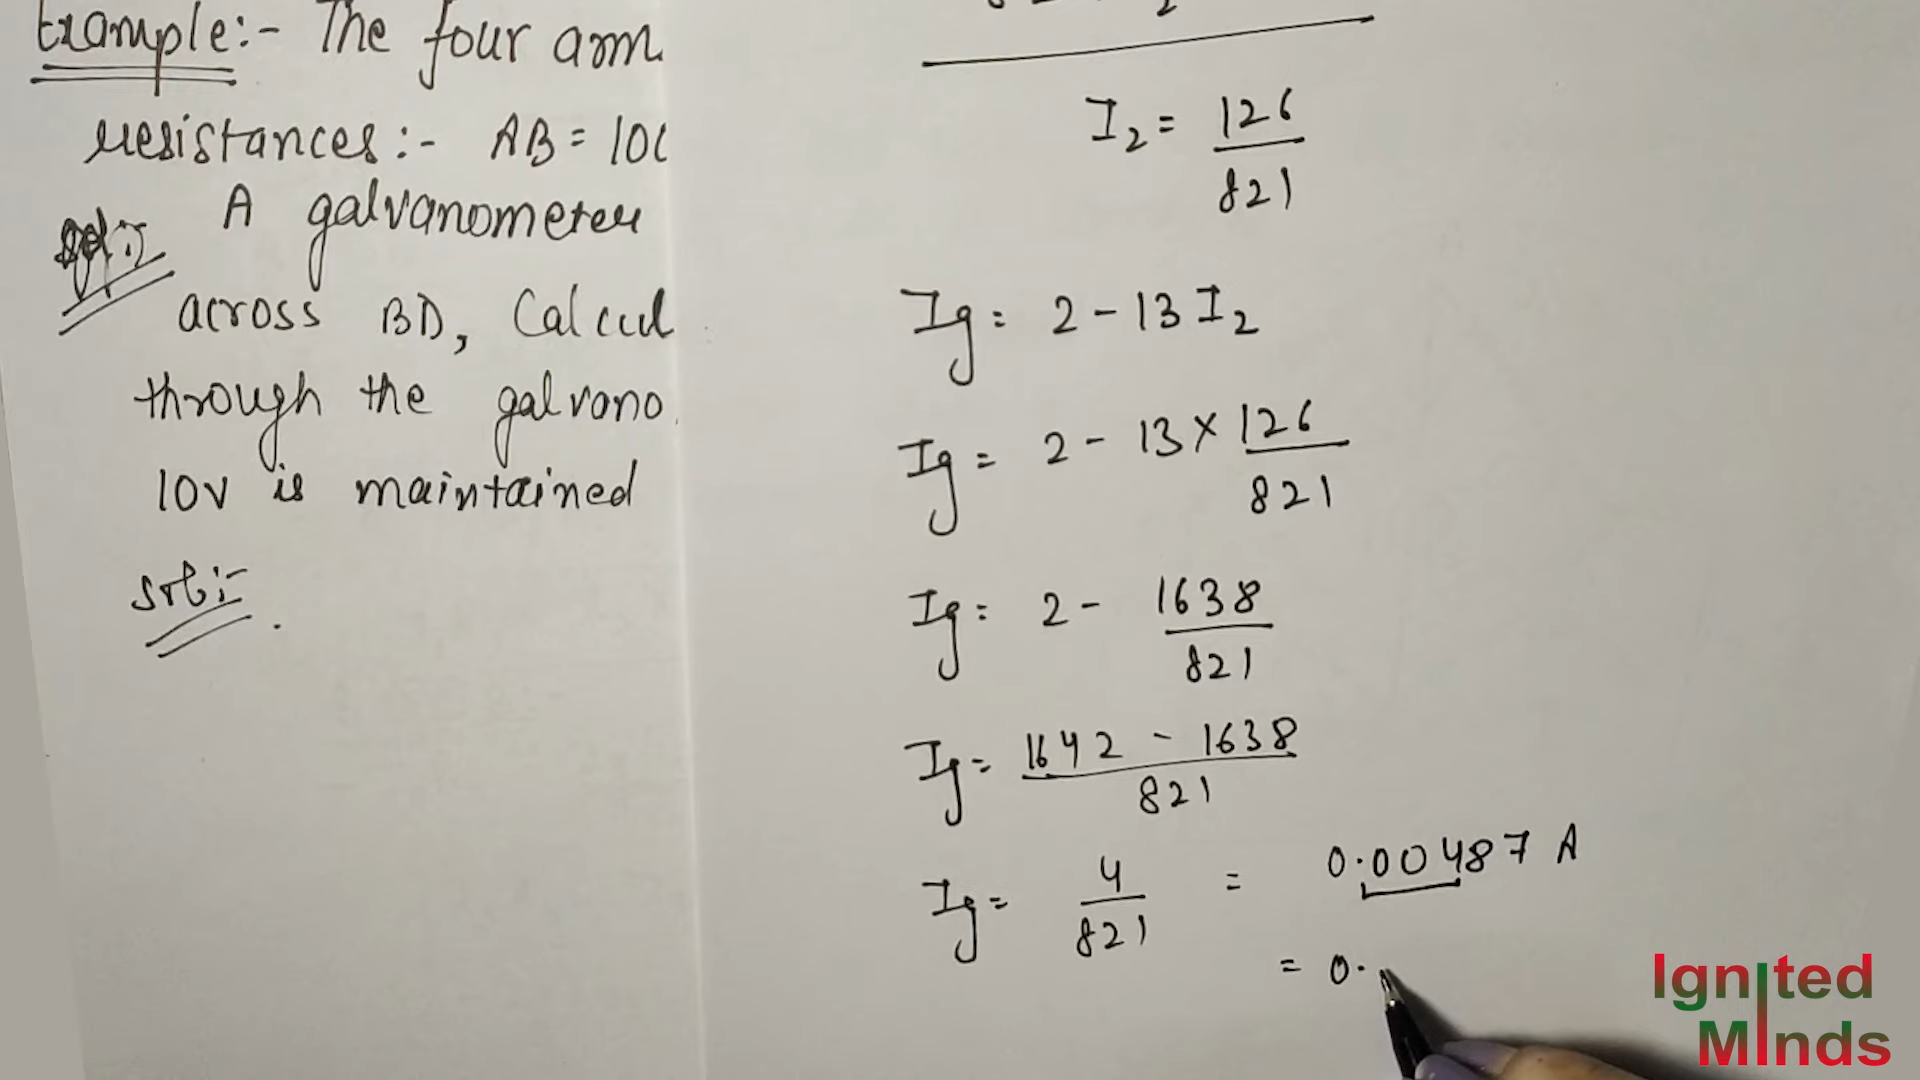 Example:- The four arm
resistances:- AB = 10
A galvanometer
across BD, Calcul
through the galvano
10V is maintained
Sol:-
I2 = 126/821
Ig = 2 - 13 I2
Ig = 2 - 13 × 126/821
Ig = 2 - 1638/821
Ig = 1642 - 1638/821
Ig = 4/821 = 0.00487 A
= 0.
Ignited
Minds